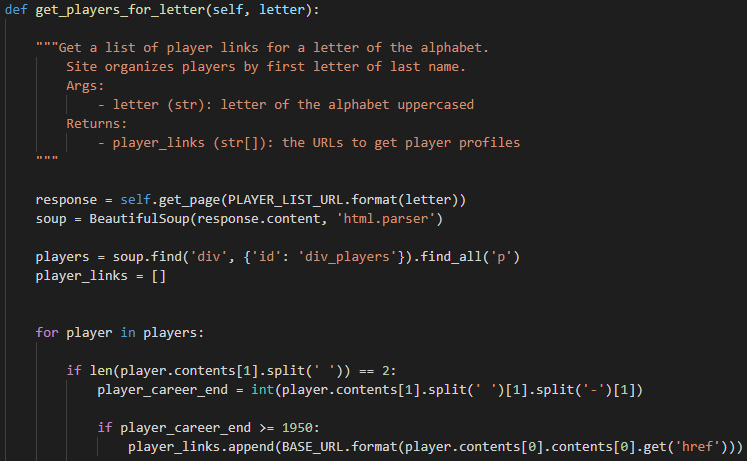 def get_players_for_letter(self, letter):
"""Get a list of player links for a letter of the alphabet.
Site organizes players by first letter of last name.
Args:
- letter (str): letter of the alphabet uppercased
Returns:
- player_links (str[]): the URLs to get player profiles
"""
response = self.get_page(PLAYER_LIST_URL.format(letter))
soup = BeautifulSoup(response.content, 'html.parser')
players = soup.find('div', {'id': 'div_players'}).find_all('p')
player_links = []
for player in players:
if len(player.contents[1].split(' ')) == 2:
player_career_end = int(player.contents[1].split(' ')[1].split('-')[1])
if player_career_end >= 1950:
player_links.append(BASE_URL.format(player.contents[0].contents[0].get('href')))